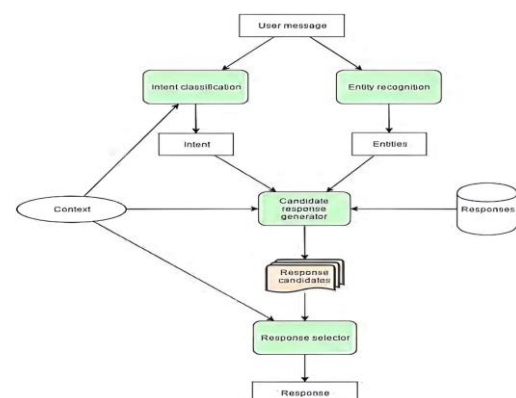 User message
Intent classification
Entity recognition
Intent
Entities
Context
Candidate
response
generator
Responses
Response
candidates
Response selector
Response